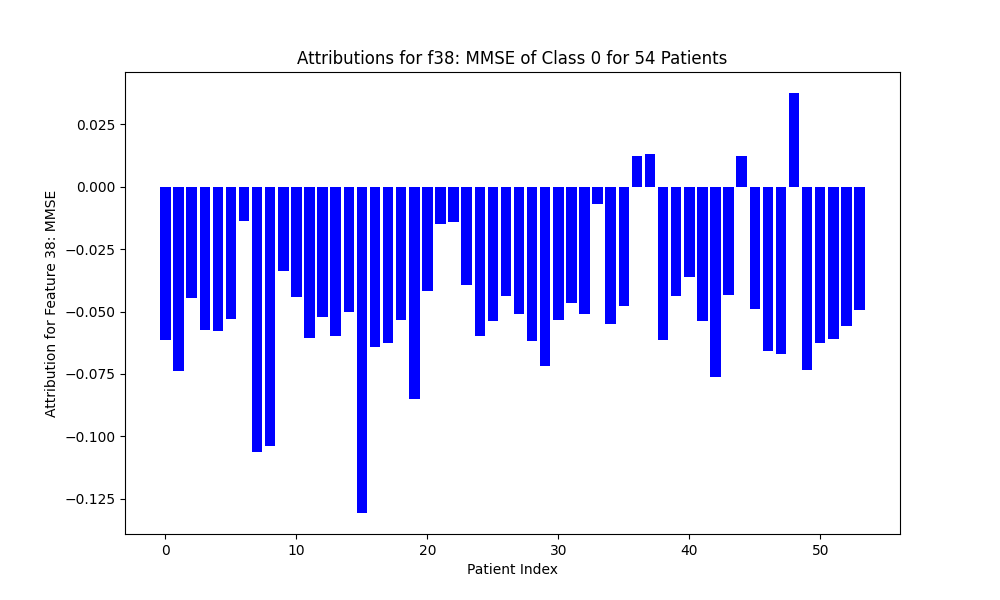 Attributions for f38: MMSE of Class 0 for 54 Patients
Attribution for Feature 38: MMSE
0.025
0.000
−0.025
−0.050
−0.075
−0.100
−0.125
0 10 20 30 40 50
Patient Index